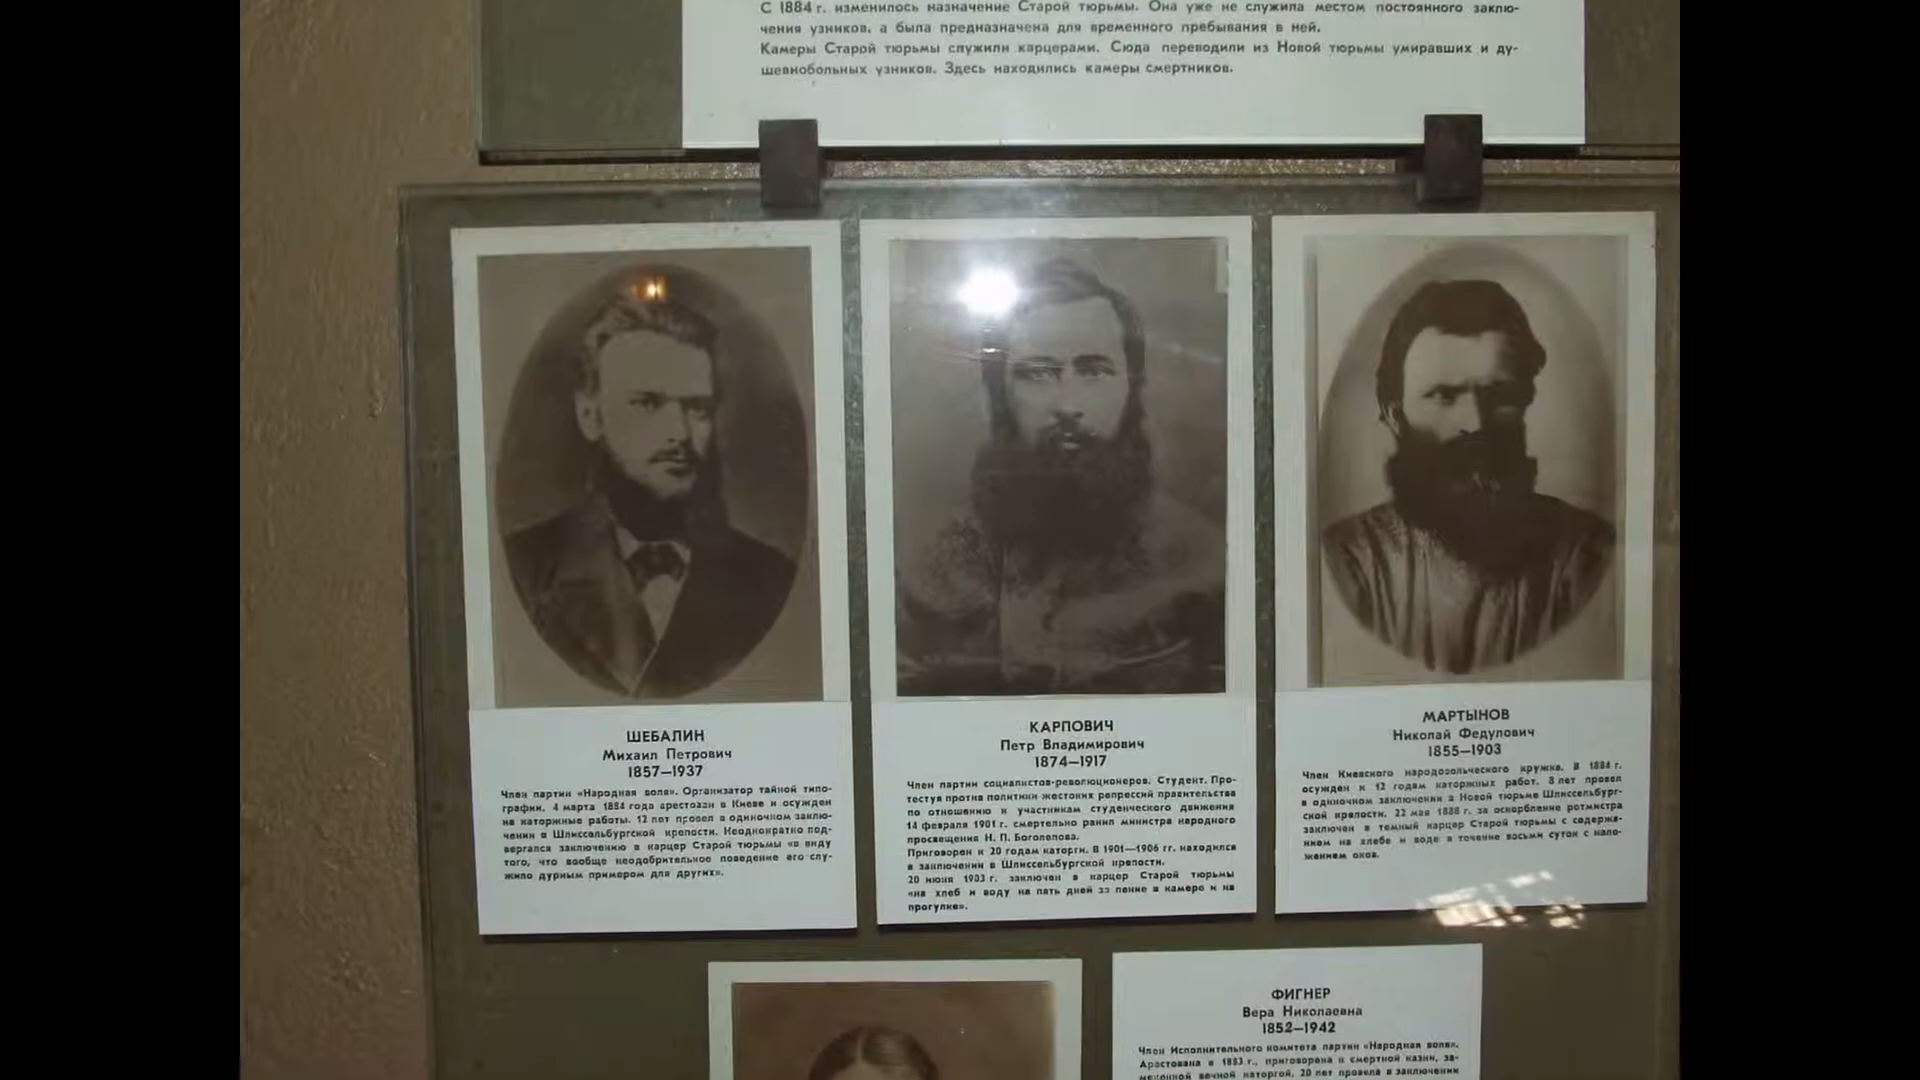 С 1884 г. изменилось назначение Старой тюрьмы. Она уже не служила местом постоянного заклю-
чения узников, а была предназначена для временного пребывания в ней.
Камеры Старой тюрьмы служили карцерами. Сюда переводили из Новой тюрьмы умиравших и ду-
шевнобольных узников. Здесь находились камеры смертников.
ШЕБАЛИН
Михаил Петрович
1857—1937
Член партии «Народная воля». Организатор тайной типо-
графии. 4 марта 1884 года арестован в Киеве и осужден
на каторжные работы. 12 лет провел в одиночном заклю-
чении в Шлиссельбургской крепости. Неоднократно под-
вергался заключению в карцер Старой тюрьмы «в виду
того, что вообще неодобрительное поведение его слу-
жило дурным примером для других».
КАРПОВИЧ
Петр Владимирович
1874—1917
Член партии социалистов-революционеров. Студент. Про-
тестуя против политики жестоких репрессий правительства
по отношению к участникам студенческого движения
14 февраля 1901 г. смертельно ранил министра народного
просвещения Н. П. Боголепова.
Приговорен к 20 годам каторги. В 1901—1906 гг. находился
в заключении в Шлиссельбургской крепости.
20 июня 1903 г. заключен в карцер Старой тюрьмы
«на хлеб и воду на пять дней за пение в камере и на
прогулке».
МАРТЫНОВ
Николай Федулович
1855—1903
Член Киевского народовольческого кружка. В 1884 г.
осужден к 12 годам каторжных работ. 8 лет провел
в одиночном заключении в Новой тюрьме Шлиссельбург-
ской крепости. 22 мая 1888 г. за оскорбление ротмистра
заключен в темный карцер Старой тюрьмы с содержа-
нием на хлебе и воде в течение восьми суток с нало-
жением оков.
ФИГНЕР
Вера Николаевна
1852—1942
Член Исполнительного комитета партии «Народная воля».
Арестована в 1883 г., приговорена к смертной казни, за-
мененной вечной каторгой. 20 лет провела в заключении